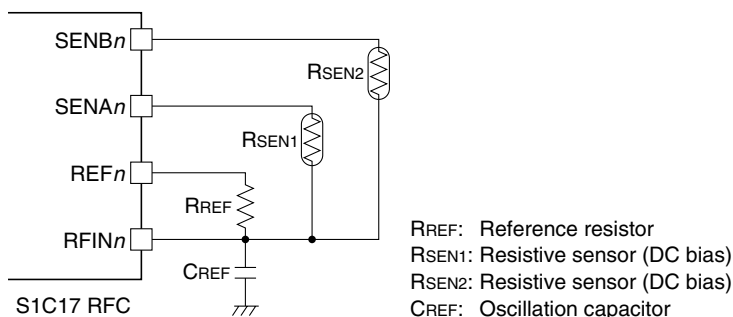 SENBn
RSEN2
SENAn
RSEN1
REFn
RREF
RFINn
CREF
S1C17 RFC
RREF: Reference resistor
RSEN1: Resistive sensor (DC bias)
RSEN2: Resistive sensor (DC bias)
CREF: Oscillation capacitor